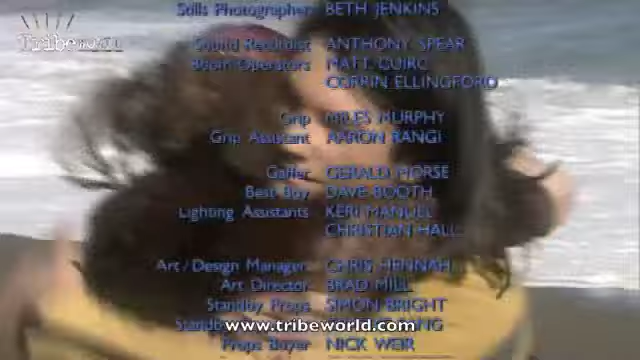 Tribeworld
Stills Photographer BETH JENKINS
Sound Recordist ANTHONY SPEAR
Boom Operators MATT QUIRC
CORRIN ELLINGFORD
Grip MILES MURPHY
Grip Assistant AARON RANGI
Gaffer GERALD MORSE
Best Boy DAVE BOOTH
Lighting Assistants KERI MANUEL
CHRISTIAN HALL
Art/Design Manager CHRIS HENNAH
Art Director BRAD MILL
Standby Props SIMON BRIGHT
www.tribeworld.com
Props Buyer NICK WEIR